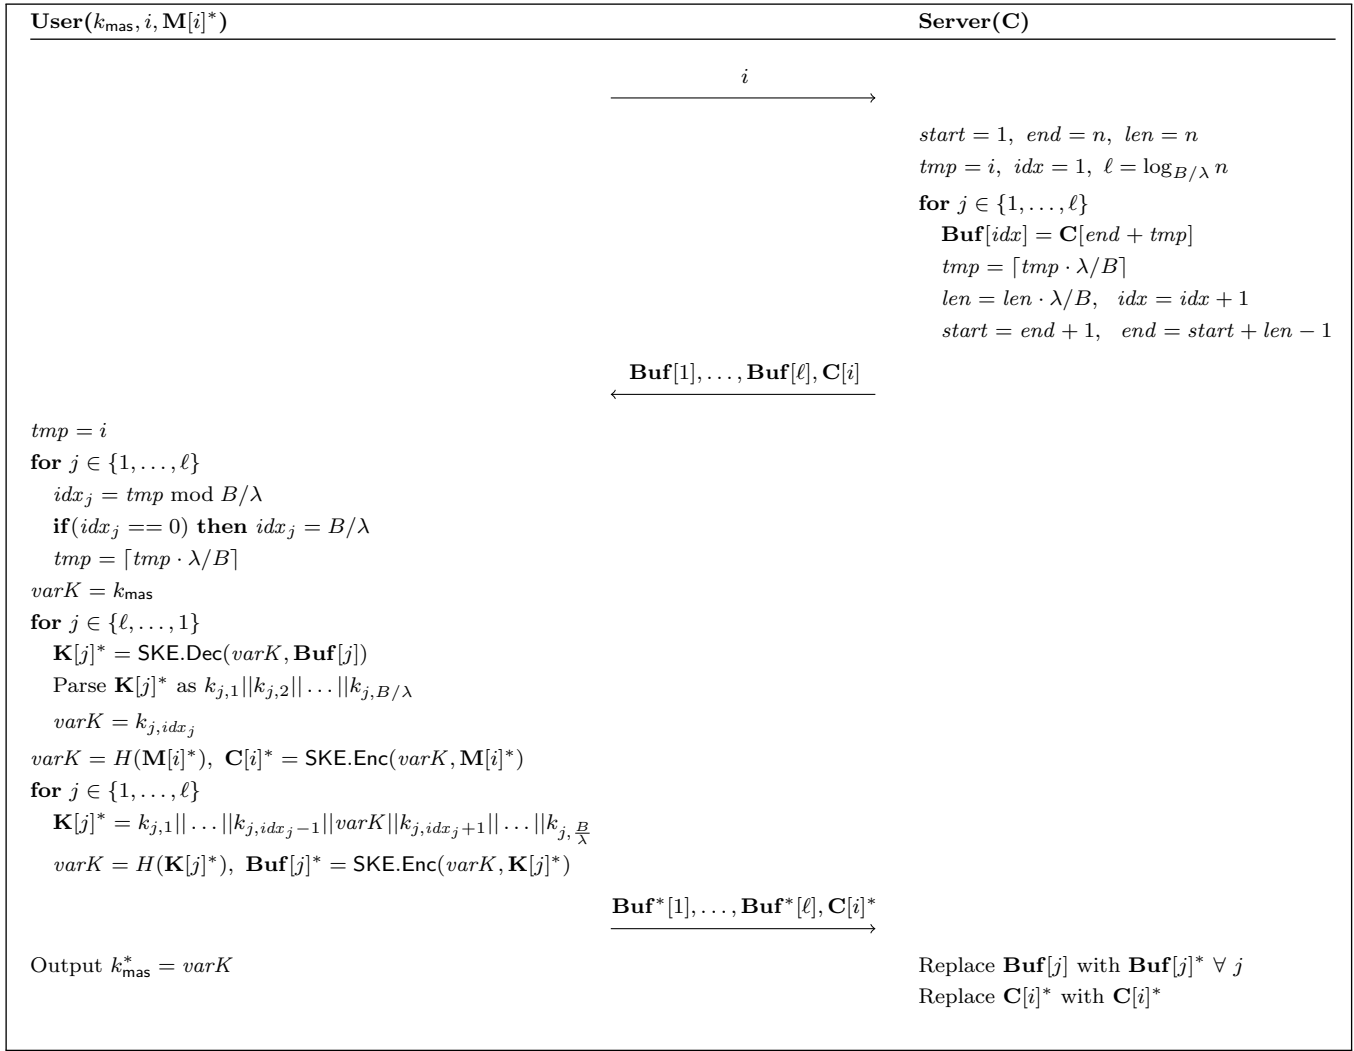 User(k_mas, i, M[i]*) Server(C)
i
start = 1, end = n, len = n
tmp = i, idx = 1, ℓ = log_{B/λ} n
for j ∈ {1, . . . , ℓ}
Buf[idx] = C[end + tmp]
tmp = ⌈tmp · λ/B⌉
len = len · λ/B, idx = idx + 1
start = end + 1, end = start + len − 1
Buf[1], . . . , Buf[ℓ], C[i]
tmp = i
for j ∈ {1, . . . , ℓ}
idx_j = tmp mod B/λ
if(idx_j == 0) then idx_j = B/λ
tmp = ⌈tmp · λ/B⌉
varK = k_mas
for j ∈ {ℓ, . . . , 1}
K[j]* = SKE.Dec(varK, Buf[j])
Parse K[j]* as k_{j,1}||k_{j,2}|| . . . ||k_{j,B/λ}
varK = k_{j,idx_j}
varK = H(M[i]*), C[i]* = SKE.Enc(varK, M[i]*)
for j ∈ {1, . . . , ℓ}
K[j]* = k_{j,1}|| . . . ||k_{j,idx_j−1}||varK||k_{j,idx_j+1}|| . . . ||k_{j,B/λ}
varK = H(K[j]*), Buf[j]* = SKE.Enc(varK, K[j]*)
Buf*[1], . . . , Buf*[ℓ], C[i]*
Output k*_mas = varK Replace Buf[j] with Buf[j]* ∀ j
Replace C[i]* with C[i]*